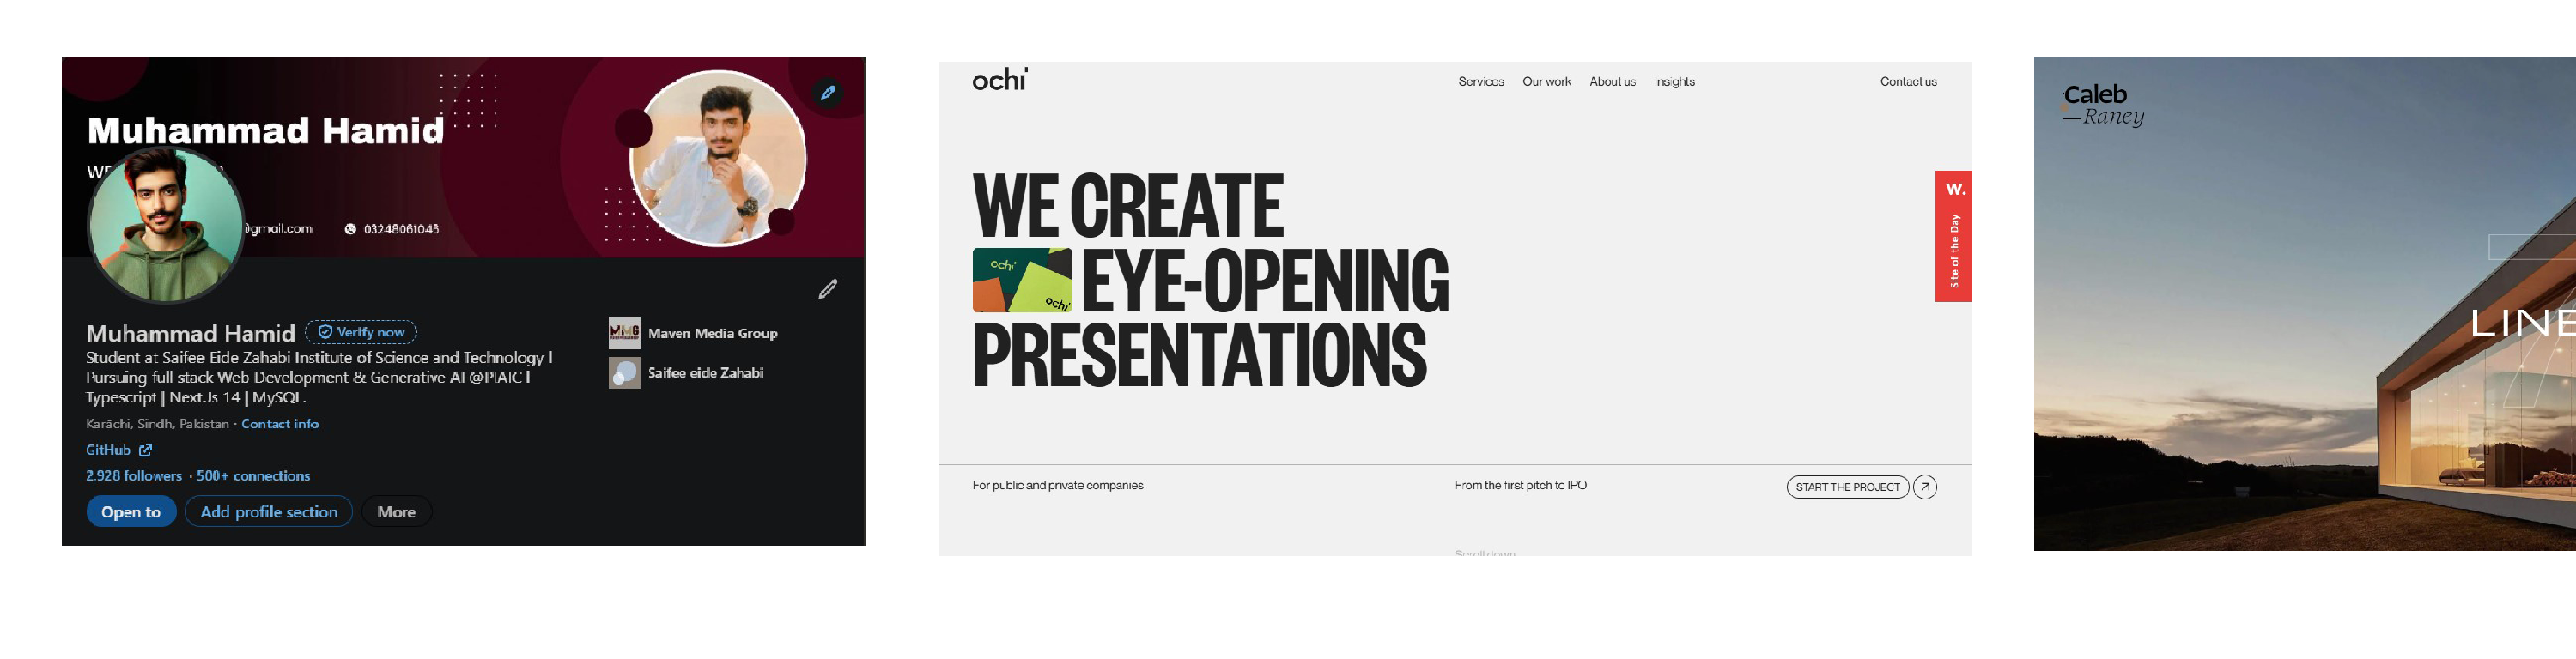 Muhammad Hamid
@gmail.com
03248061046
Muhammad Hamid
Verify now
Student at Saifee Eide Zahabi Institute of Science and Technology |
Pursuing full stack Web Development & Generative AI @PIAIC |
Typescript | Next.Js 14 | MySQL.
Karāchi, Sindh, Pakistan · Contact info
GitHub
2,928 followers · 500+ connections
Open to
Add profile section
More
MMG
Maven Media Group
Saifee eide Zahabi
ochi
Services
Our work
About us
Insights
Contact us
WE CREATE
ochi
ochi
EYE-OPENING
PRESENTATIONS
W.
Site of the Day
For public and private companies
From the first pitch to IPO
START THE PROJECT
Scroll down
Caleb
—Raney
LINE